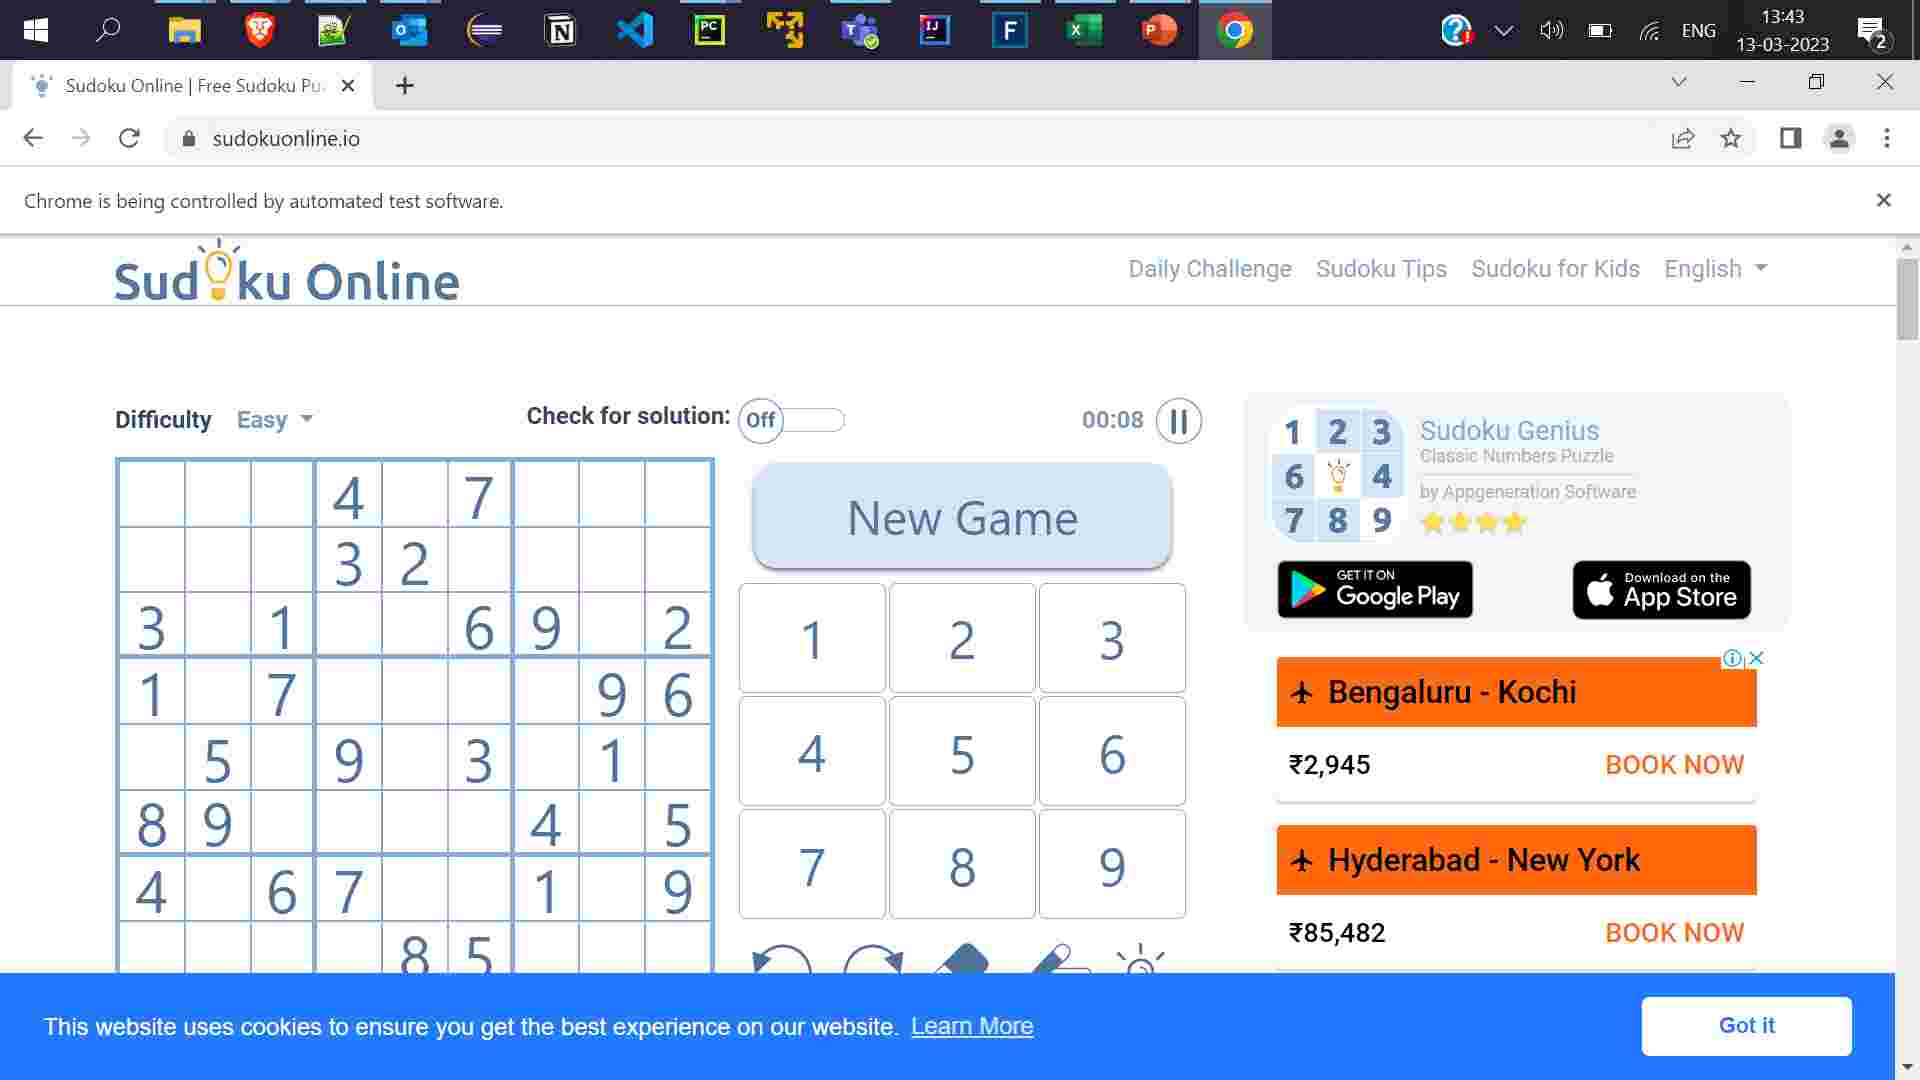 13:43
ENG
13-03-2023
2
Sudoku Online | Free Sudoku Pu
sudokuonline.io
Chrome is being controlled by automated test software.
Sudoku Online
Daily Challenge Sudoku Tips Sudoku for Kids English
Difficulty Easy Check for solution: Off 00:08
4 7
3 2
3 1 6 9 2
1 7 9 6
5 9 3 1
8 9 4 5
4 6 7 1 9
8 5
New Game
1 2 3
4 5 6
7 8 9
1 2 3
6 4
7 8 9
Sudoku Genius
Classic Numbers Puzzle
by Appgeneration Software
GET IT ON
Google Play
Download on the
App Store
Bengaluru - Kochi
₹2,945 BOOK NOW
Hyderabad - New York
₹85,482 BOOK NOW
This website uses cookies to ensure you get the best experience on our website. Learn More
Got it